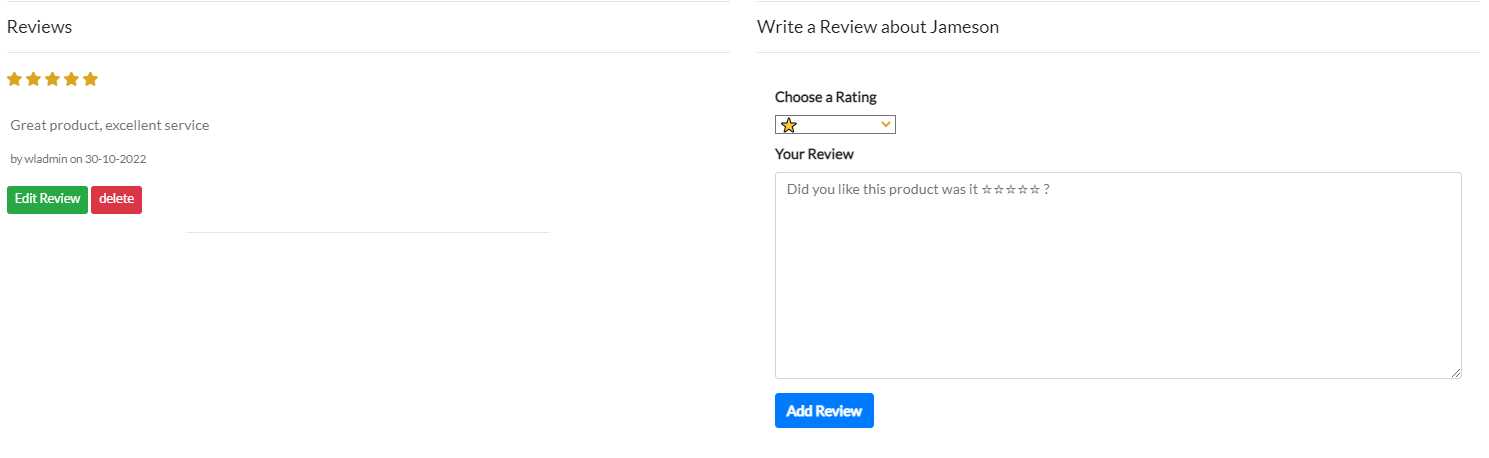 Reviews
Great product, excellent service
by wladmin on 30-10-2022
Edit Review delete
Write a Review about Jameson
Choose a Rating
Your Review
Did you like this product was it ☆☆☆☆☆ ?
Add Review